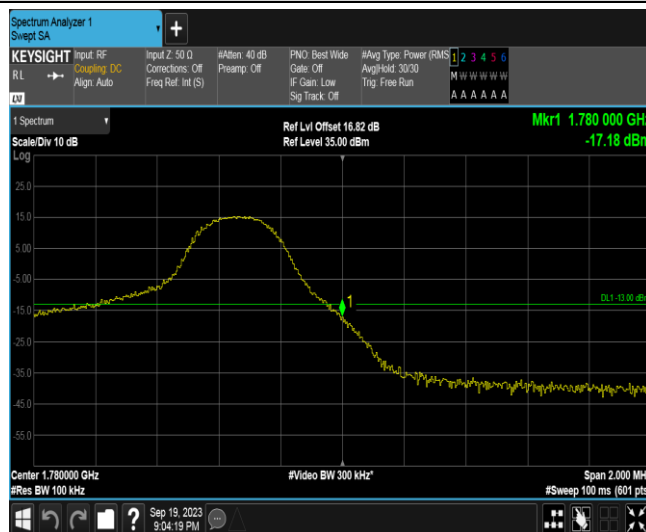 Spectrum Analyzer 1
Swept SA
KEYSIGHT
RL
Input: RF
Coupling: DC
Align: Auto
Input Z: 50 Ω
Corrections: Off
Freq Ref: Int (S)
#Atten: 40 dB
Preamp: Off
PNO: Best Wide
Gate: Off
IF Gain: Low
Sig Track: Off
#Avg Type: Power (RMS
Avg|Hold: 30/30
Trig: Free Run
1 2 3 4 5 6
M W W W W W
A A A A A A
LXI
1 Spectrum
Scale/Div 10 dB
Ref Lvl Offset 16.82 dB
Ref Level 35.00 dBm
Mkr1 1.780 000 GHz
-17.18 dBm
Log
25.0
15.0
5.00
-5.00
DL1 -13.00 dBm
1
-15.0
-25.0
-35.0
-45.0
-55.0
Center 1.780000 GHz
#Video BW 300 kHz*
Span 2.000 MH
#Res BW 100 kHz
#Sweep 100 ms (601 pts
?
Sep 19, 2023
9:04:19 PM